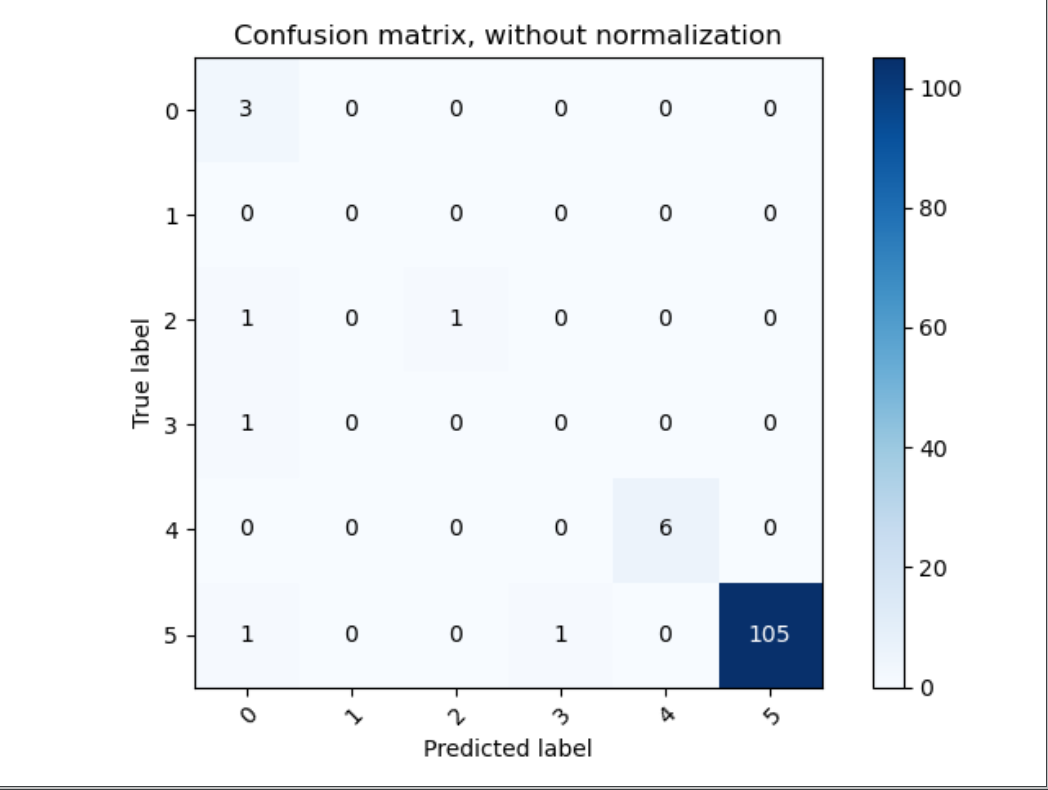 Confusion matrix, without normalization
0 3 0 0 0 0 0
1 0 0 0 0 0 0
2 1 0 1 0 0 0
3 1 0 0 0 0 0
4 0 0 0 0 6 0
5 1 0 0 1 0 105
0 1 2 3 4 5
True label
Predicted label
100
80
60
40
20
0